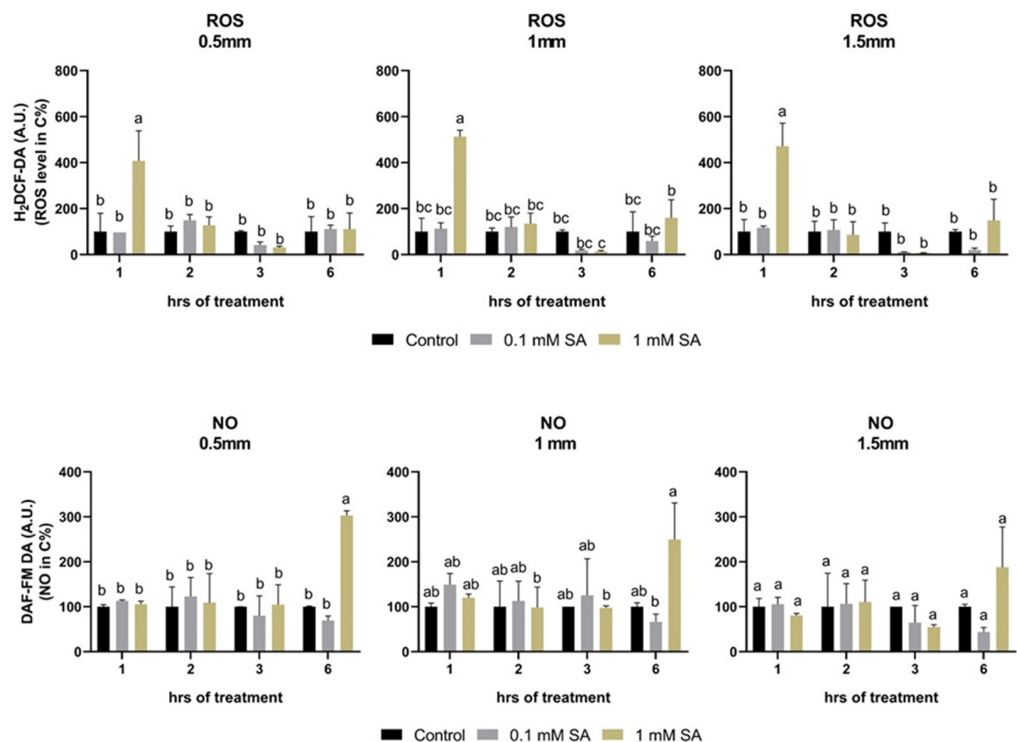 ROS
0.5mm
ROS
1mm
ROS
1.5mm
H₂DCF-DA (A.U.)
(ROS level in C%)
800
600
400
200
0
b b a b b b b b b b b b
1 2 3 6
hrs of treatment
800
600
400
200
0
bc bc a bc bc b bc bc c bc bc b
1 2 3 6
hrs of treatment
800
600
400
200
0
b b a b b b b b b b b b
1 2 3 6
hrs of treatment
Control 0.1 mM SA 1 mM SA
NO
0.5mm
NO
1 mm
NO
1.5mm
DAF-FM DA (A.U.)
(NO in C%)
400
300
200
100
0
b b b b b b b b b b b a
1 2 3 6
hrs of treatment
400
300
200
100
0
ab ab ab ab ab b ab ab b ab b a
1 2 3 6
hrs of treatment
400
300
200
100
0
a a a a a a a a a a a a
1 2 3 6
hrs of treatment
Control 0.1 mM SA 1 mM SA